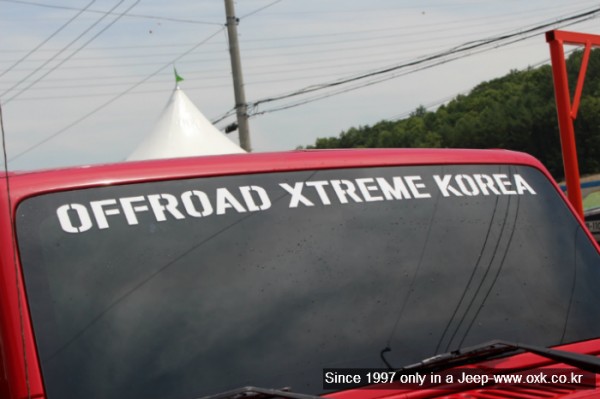 OFFROAD XTREME KOREA
Since 1997 only in a Jeep-www.oxk.co.kr